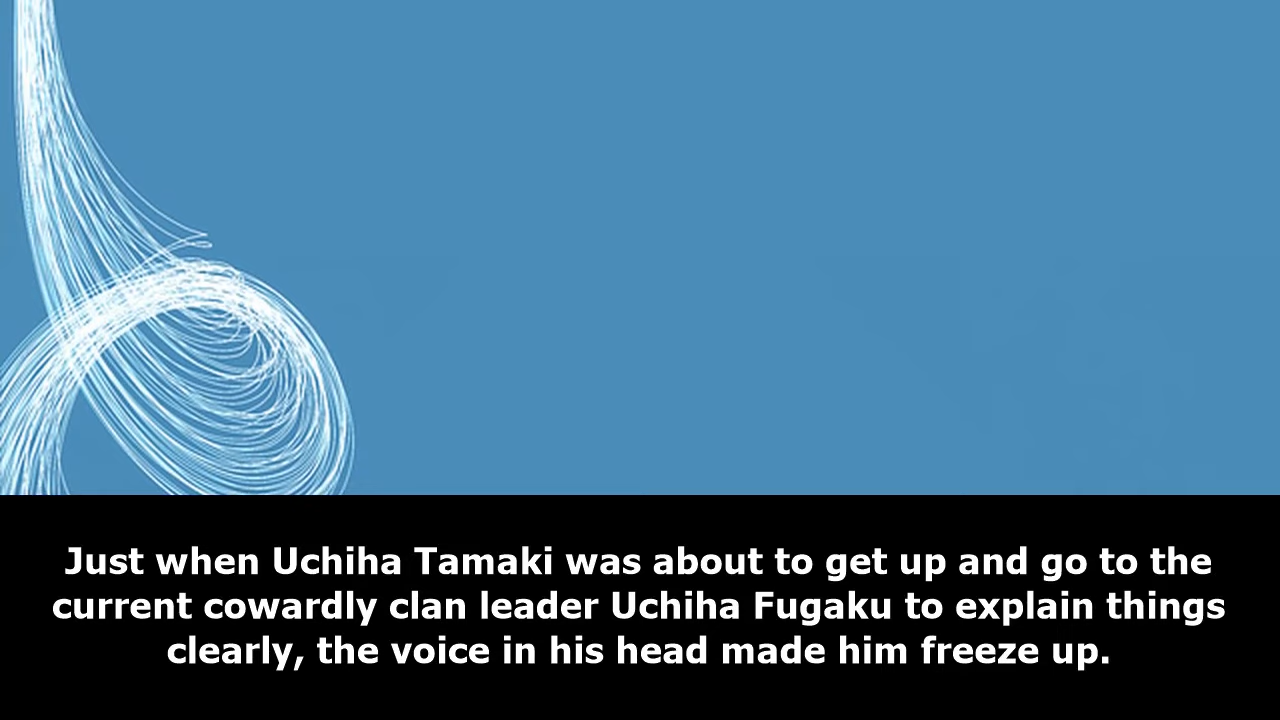 Just when Uchiha Tamaki was about to get up and go to the
current cowardly clan leader Uchiha Fugaku to explain things
clearly, the voice in his head made him freeze up.